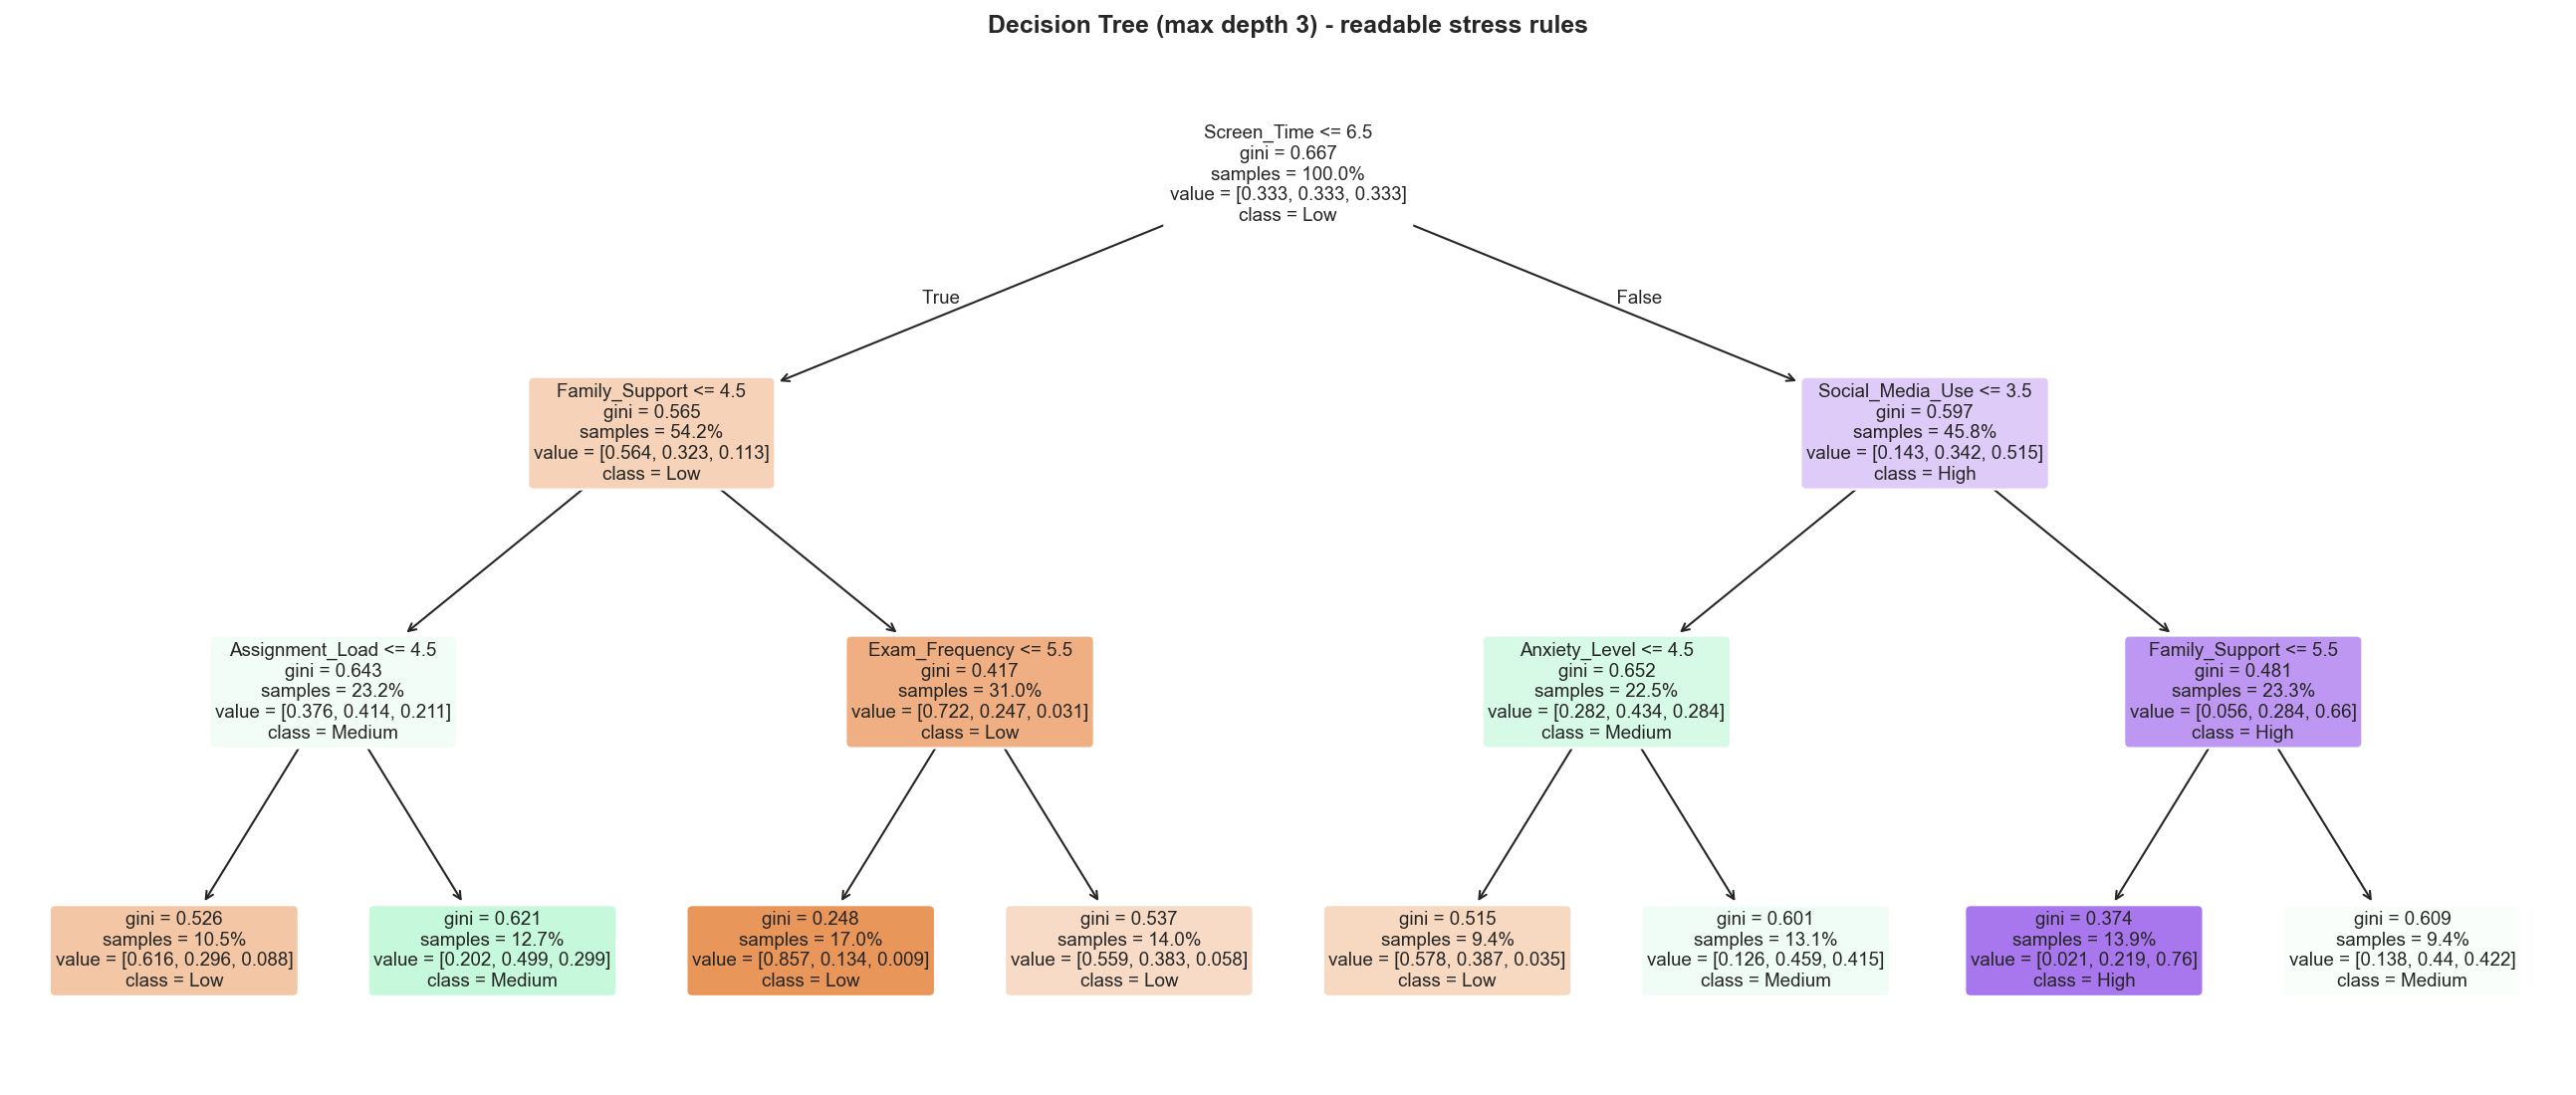 Decision Tree (max depth 3) - readable stress rules
Screen_Time <= 6.5
gini = 0.667
samples = 100.0%
value = [0.333, 0.333, 0.333]
class = Low
True
False
Family_Support <= 4.5
gini = 0.565
samples = 54.2%
value = [0.564, 0.323, 0.113]
class = Low
Social_Media_Use <= 3.5
gini = 0.597
samples = 45.8%
value = [0.143, 0.342, 0.515]
class = High
Assignment_Load <= 4.5
gini = 0.643
samples = 23.2%
value = [0.376, 0.414, 0.211]
class = Medium
Exam_Frequency <= 5.5
gini = 0.417
samples = 31.0%
value = [0.722, 0.247, 0.031]
class = Low
Anxiety_Level <= 4.5
gini = 0.652
samples = 22.5%
value = [0.282, 0.434, 0.284]
class = Medium
Family_Support <= 5.5
gini = 0.481
samples = 23.3%
value = [0.056, 0.284, 0.66]
class = High
gini = 0.526
samples = 10.5%
value = [0.616, 0.296, 0.088]
class = Low
gini = 0.621
samples = 12.7%
value = [0.202, 0.499, 0.299]
class = Medium
gini = 0.248
samples = 17.0%
value = [0.857, 0.134, 0.009]
class = Low
gini = 0.537
samples = 14.0%
value = [0.559, 0.383, 0.058]
class = Low
gini = 0.515
samples = 9.4%
value = [0.578, 0.387, 0.035]
class = Low
gini = 0.601
samples = 13.1%
value = [0.126, 0.459, 0.415]
class = Medium
gini = 0.374
samples = 13.9%
value = [0.021, 0.219, 0.76]
class = High
gini = 0.609
samples = 9.4%
value = [0.138, 0.44, 0.422]
class = Medium